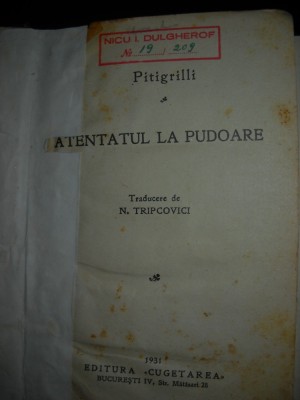 NICU I. DULGHEROF
№ 19 / 209
Pitigrilli
ATENTATUL LA PUDOARE
Traducere de
N. TRIPCOVICI
1931
EDITURA «CUGETAREA»
BUCUREȘTI IV, Str. Mătăsari 25